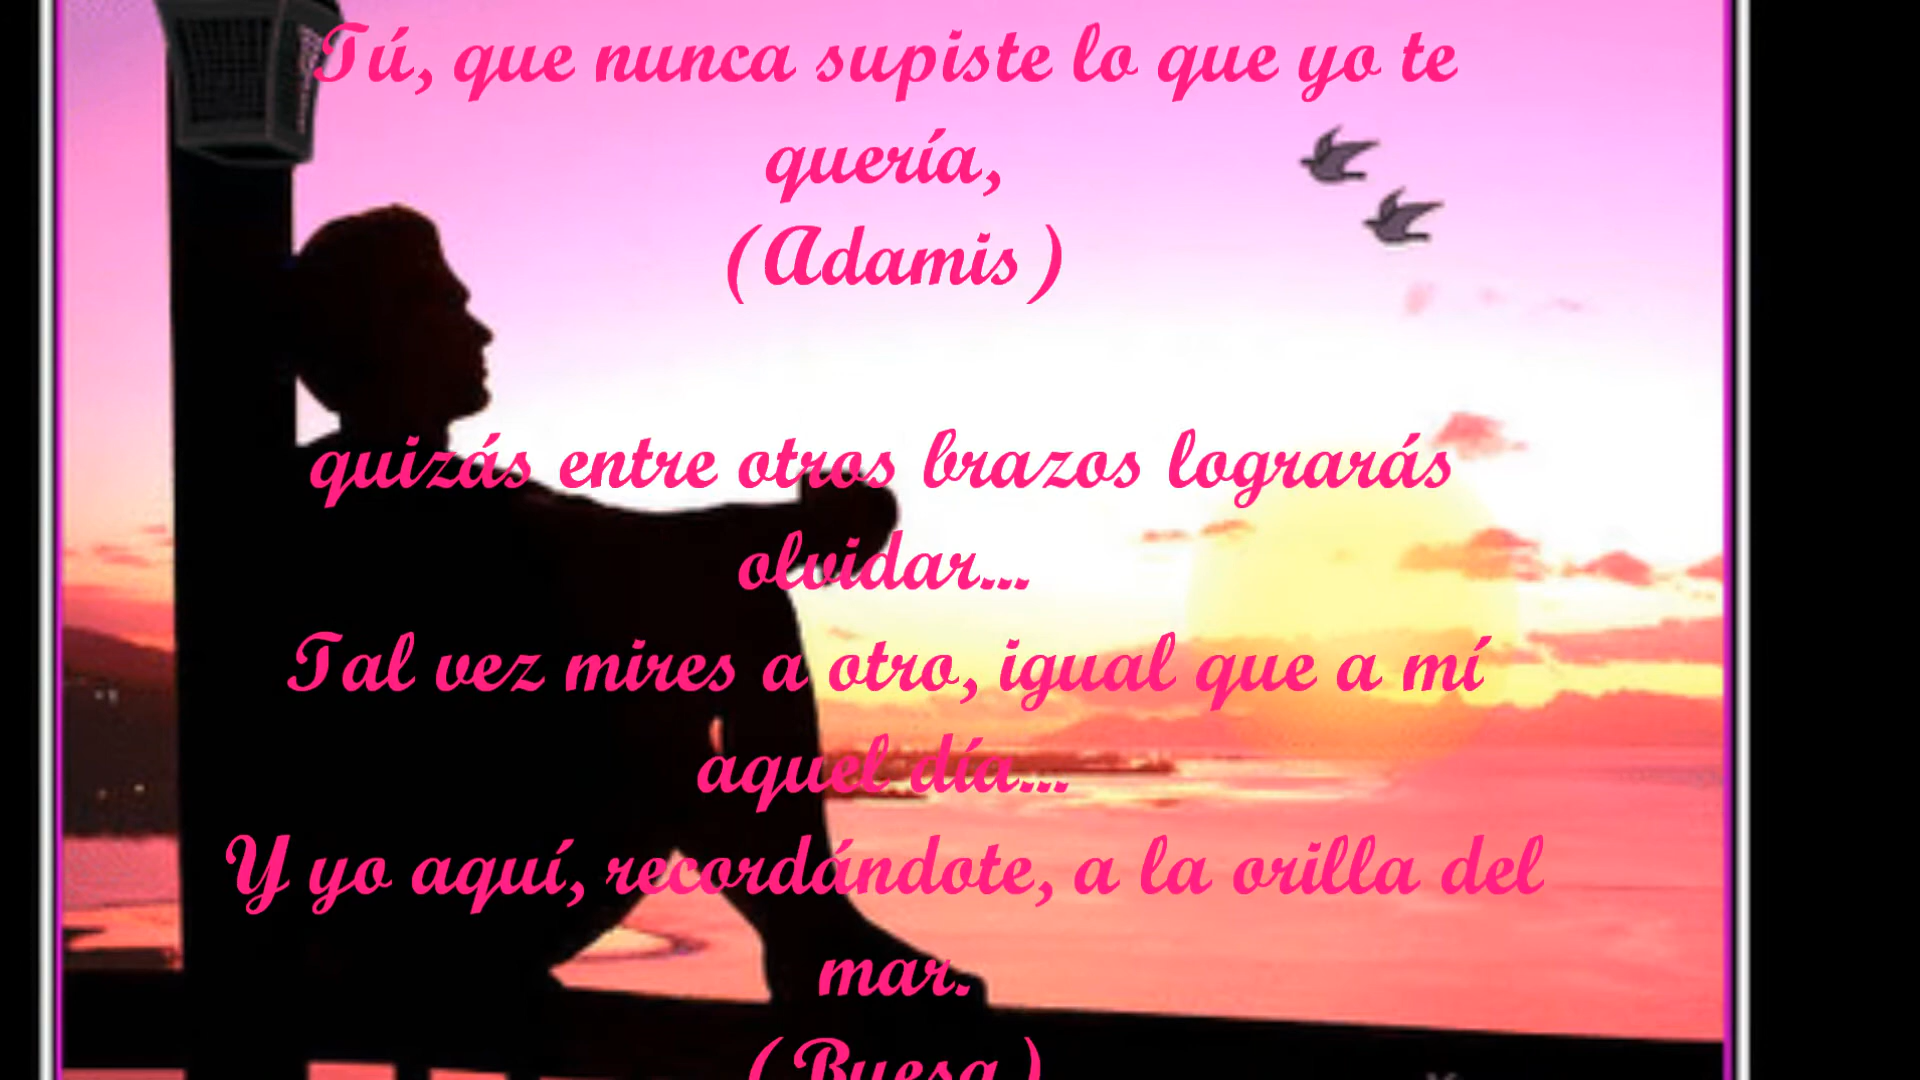 Tú, que nunca supiste lo que yo te
quería,
(Adamis)
quizás entre otros brazos lograrás
olvidar...
Tal vez mires a otro, igual que a mí
aquel día...
Y yo aquí, recordándote, a la orilla del
mar.
(Buesa)